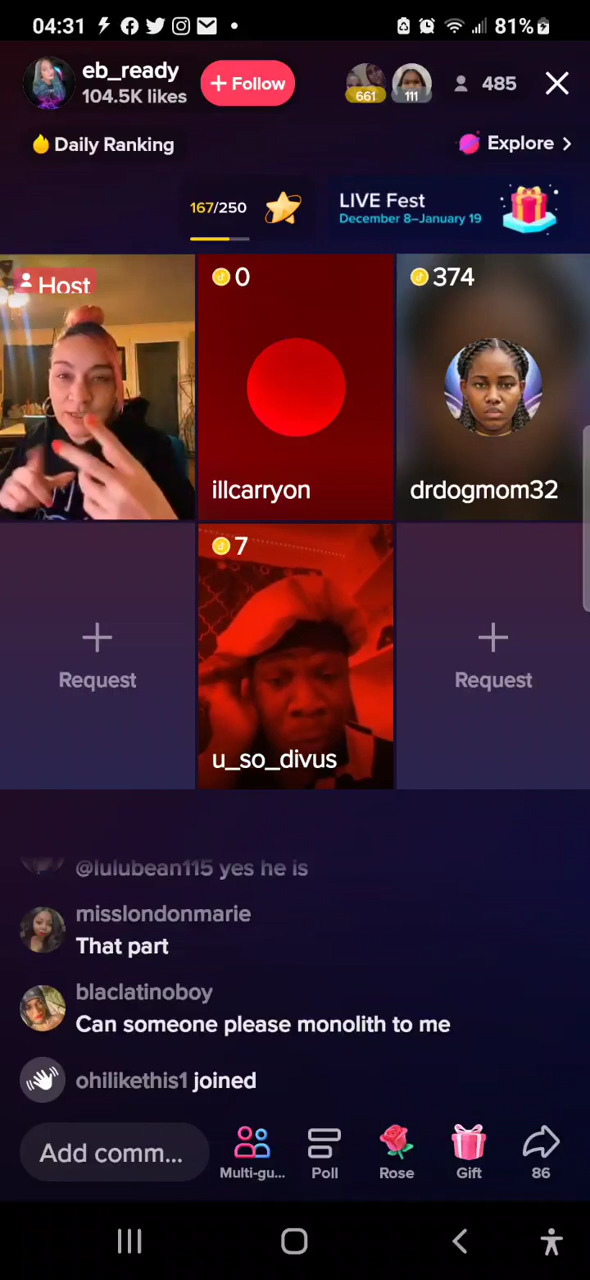 04:31
81%
eb_ready
104.5K likes
+ Follow
661
111
485
Daily Ranking
Explore >
167/250
LIVE Fest
December 8–January 19
Host
0
374
illcarryon
drdogmom32
7
Request
u_so_divus
Request
@lulubean115 yes he is
misslondonmarie
That part
blaclatinoboy
Can someone please monolith to me
ohilikethis1 joined
Add comm...
Multi-gu...
Poll
Rose
Gift
86